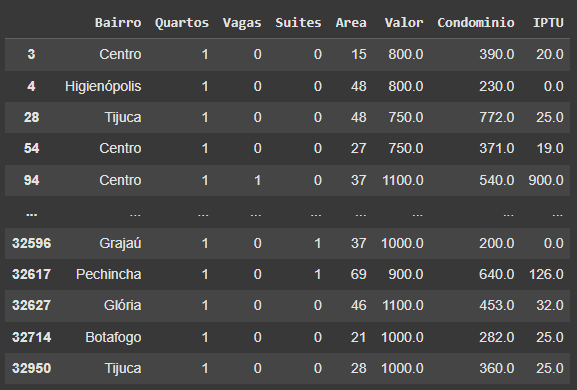 Bairro Quartos Vagas Suites Area Valor Condominio IPTU
3 Centro 1 0 0 15 800.0 390.0 20.0
4 Higienópolis 1 0 0 48 800.0 230.0 0.0
28 Tijuca 1 0 0 48 750.0 772.0 25.0
54 Centro 1 0 0 27 750.0 371.0 19.0
94 Centro 1 1 0 37 1100.0 540.0 900.0
... ... ... ... ... ... ... ... ...
32596 Grajaú 1 0 1 37 1000.0 200.0 0.0
32617 Pechincha 1 0 1 69 900.0 640.0 126.0
32627 Glória 1 0 0 46 1100.0 453.0 32.0
32714 Botafogo 1 0 0 21 1000.0 282.0 25.0
32950 Tijuca 1 0 0 28 1000.0 360.0 25.0